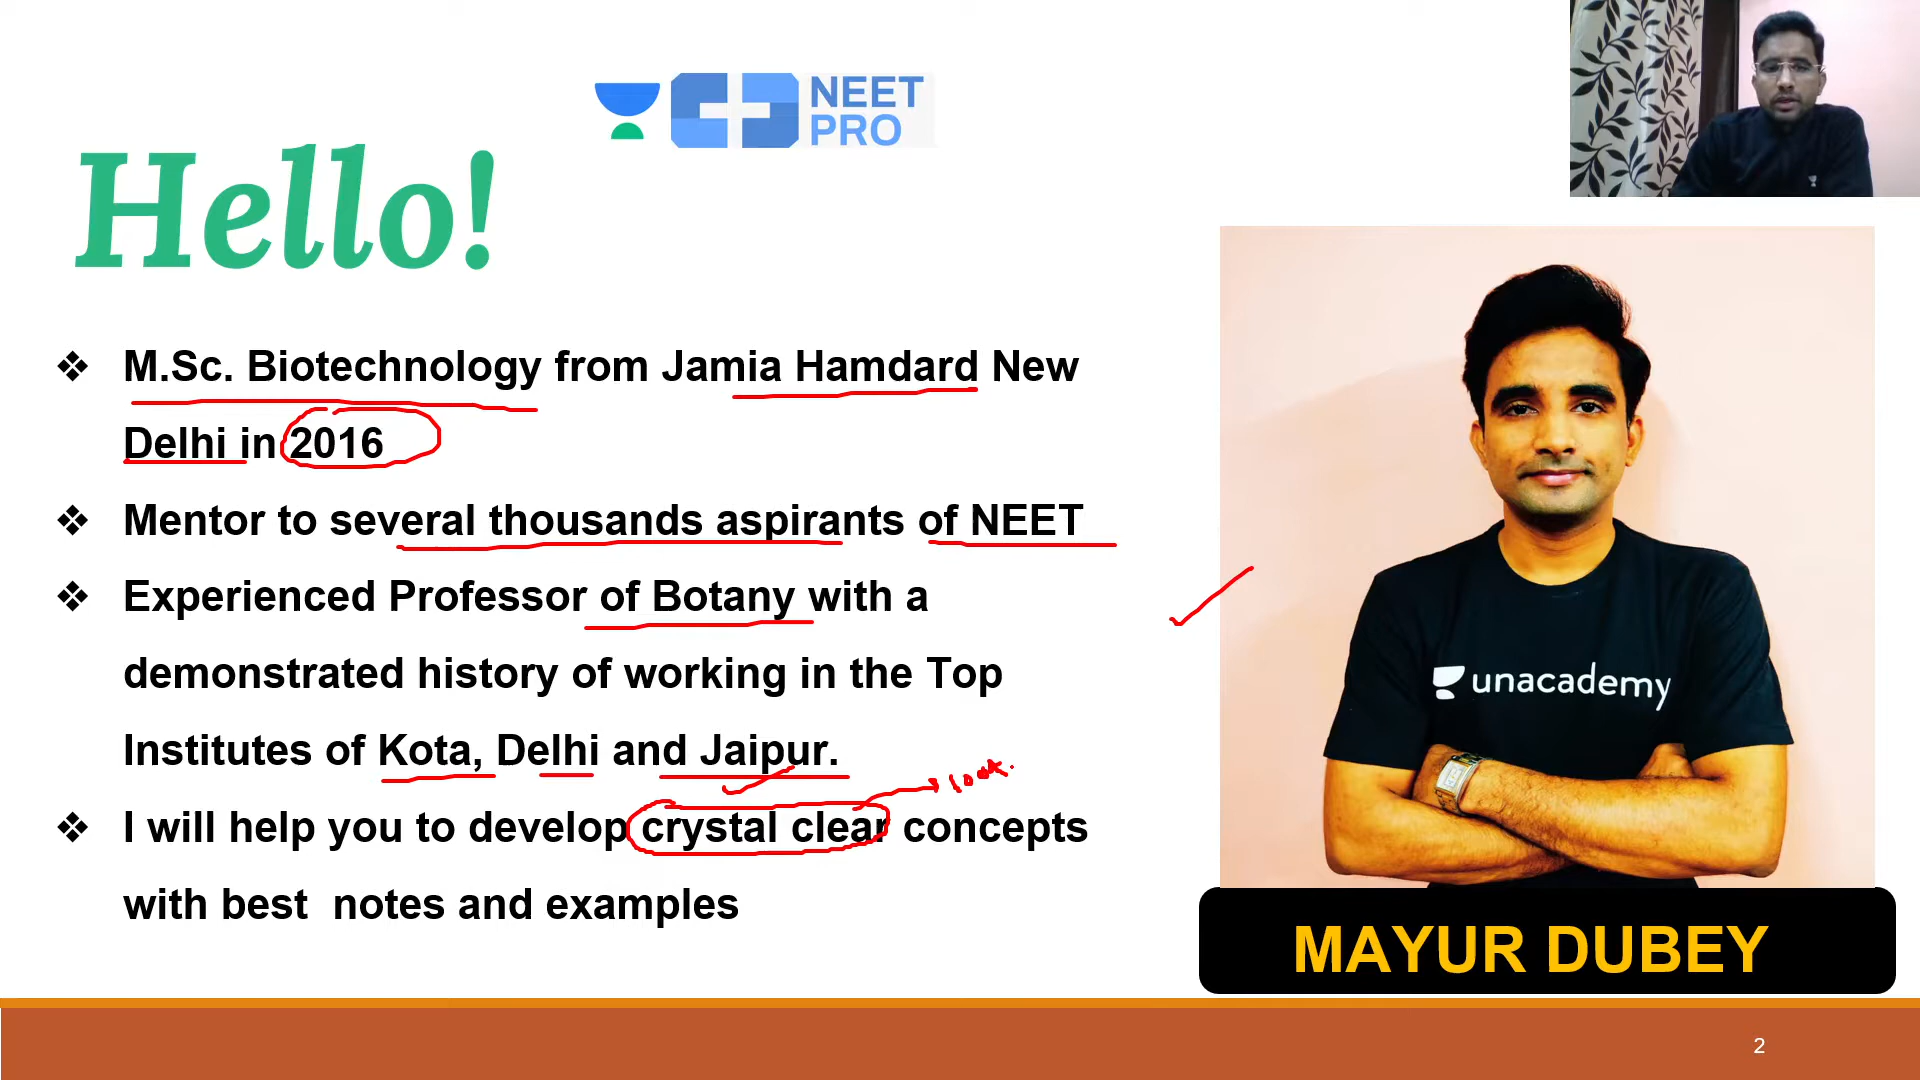 NEET
PRO
Hello!
❖ M.Sc. Biotechnology from Jamia Hamdard New
Delhi in 2016
❖ Mentor to several thousands aspirants of NEET
❖ Experienced Professor of Botany with a
demonstrated history of working in the Top
Institutes of Kota, Delhi and Jaipur.
❖ I will help you to develop crystal clear concepts
with best notes and examples
unacademy
MAYUR DUBEY
2